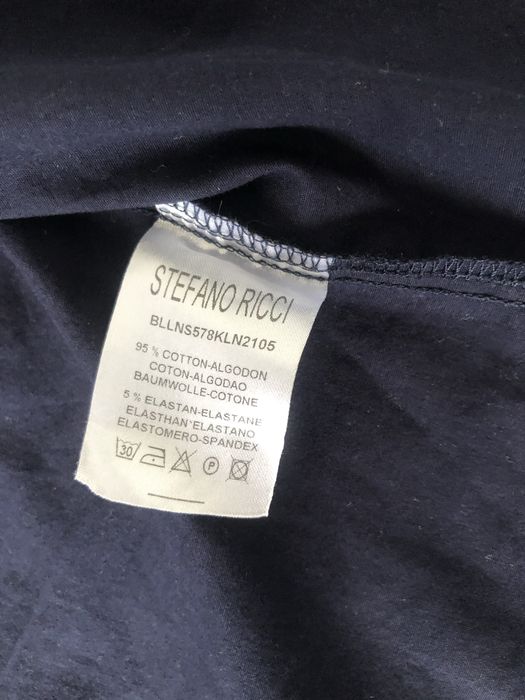 STEFANO RICCI
BLLNS578KLN2105
95 % COTTON-ALGODON
COTON-ALGODAO
BAUMWOLLE-COTONE
5 % ELASTAN-ELASTANE
ELASTHAN*ELASTANO
ELASTOMERO-SPANDEX
30 P